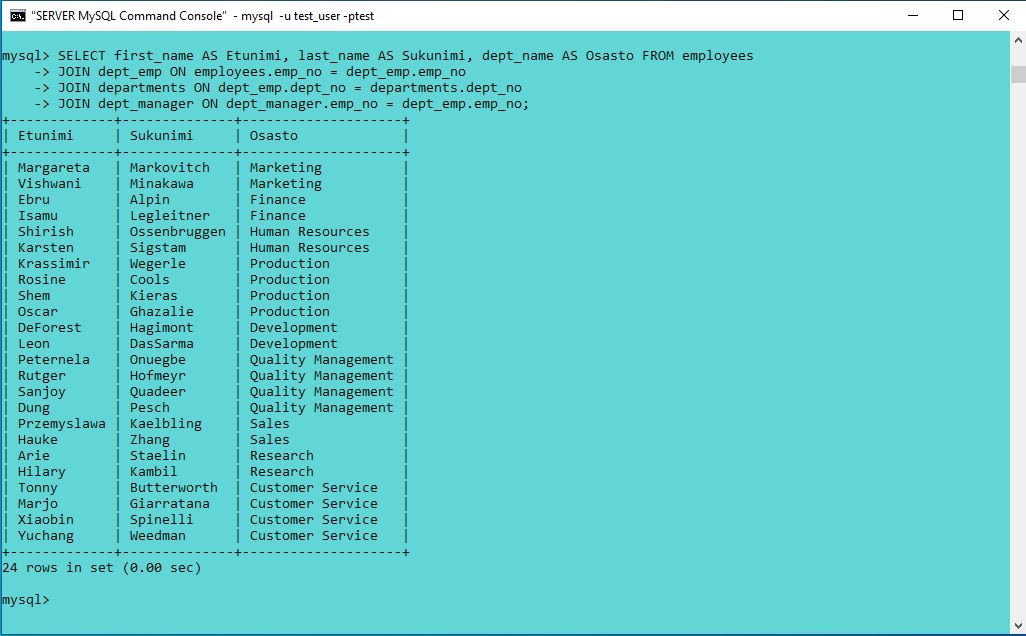 "SERVER MySQL Command Console" - mysql -u test_user -ptest
mysql> SELECT first_name AS Etunimi, last_name AS Sukunimi, dept_name AS Osasto FROM employees
    -> JOIN dept_emp ON employees.emp_no = dept_emp.emp_no
    -> JOIN departments ON dept_emp.dept_no = departments.dept_no
    -> JOIN dept_manager ON dept_manager.emp_no = dept_emp.emp_no;
+-------------+--------------+--------------------+
| Etunimi     | Sukunimi     | Osasto             |
+-------------+--------------+--------------------+
| Margareta   | Markovitch   | Marketing          |
| Vishwani    | Minakawa     | Marketing          |
| Ebru        | Alpin        | Finance            |
| Isamu       | Legleitner   | Finance            |
| Shirish     | Ossenbruggen | Human Resources    |
| Karsten     | Sigstam      | Human Resources    |
| Krassimir   | Wegerle      | Production         |
| Rosine      | Cools        | Production         |
| Shem        | Kieras       | Production         |
| Oscar       | Ghazalie     | Production         |
| DeForest    | Hagimont     | Development        |
| Leon        | DasSarma     | Development        |
| Peternela   | Onuegbe      | Quality Management |
| Rutger      | Hofmeyr      | Quality Management |
| Sanjoy      | Quadeer      | Quality Management |
| Dung        | Pesch        | Quality Management |
| Przemyslawa | Kaelbling    | Sales              |
| Hauke       | Zhang        | Sales              |
| Arie        | Staelin      | Research           |
| Hilary      | Kambil       | Research           |
| Tonny       | Butterworth  | Customer Service   |
| Marjo       | Giarratana   | Customer Service   |
| Xiaobin     | Spinelli     | Customer Service   |
| Yuchang     | Weedman      | Customer Service   |
+-------------+--------------+--------------------+
24 rows in set (0.00 sec)
mysql>